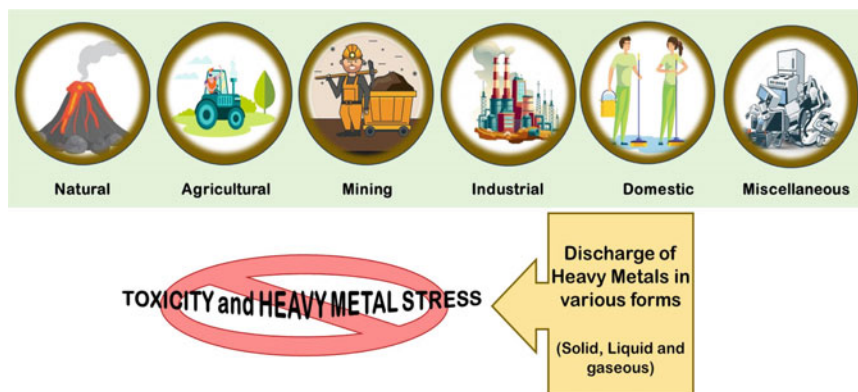 Natural
Agricultural
Mining
Industrial
Domestic
Miscellaneous
TOXICITY and HEAVY METAL STRESS
Discharge of
Heavy Metals in
various forms
(Solid, Liquid and
gaseous)